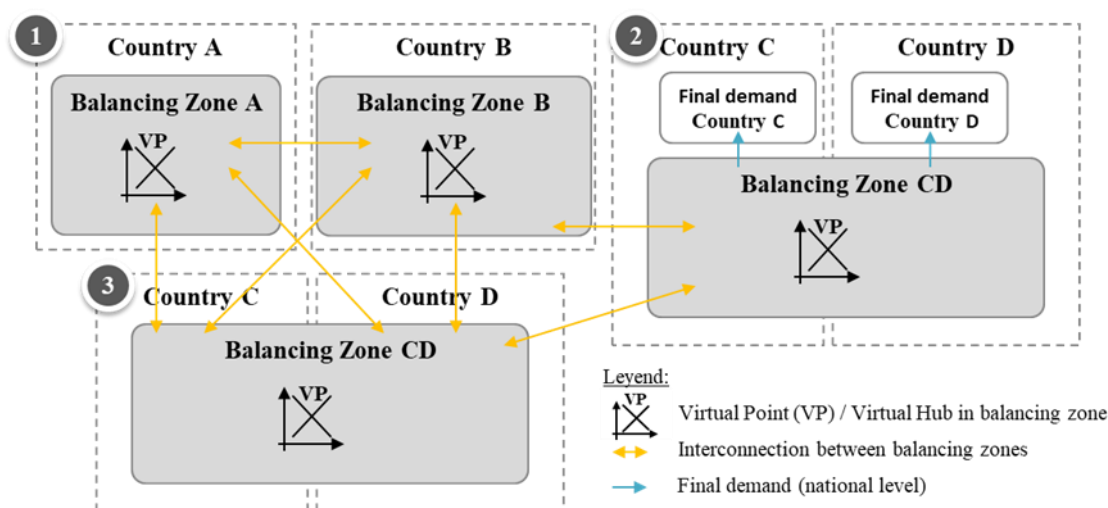 1
Country A
Country B
Balancing Zone A
VP
Balancing Zone B
VP
2
Country C
Country D
Final demand
Country C
Final demand
Country D
Balancing Zone CD
VP
3
Country C
Country D
Balancing Zone CD
VP
Leyend:
VP
Virtual Point (VP) / Virtual Hub in balancing zone
Interconnection between balancing zones
Final demand (national level)